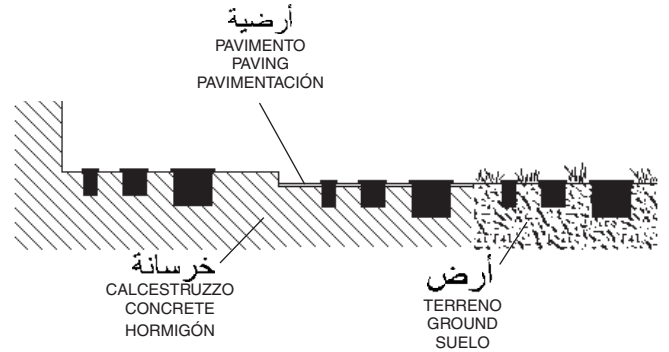 أرضية
PAVIMENTO
PAVING
PAVIMENTACIÓN
خرسانة
CALCESTRUZZO
CONCRETE
HORMIGÓN
أرض
TERRENO
GROUND
SUELO